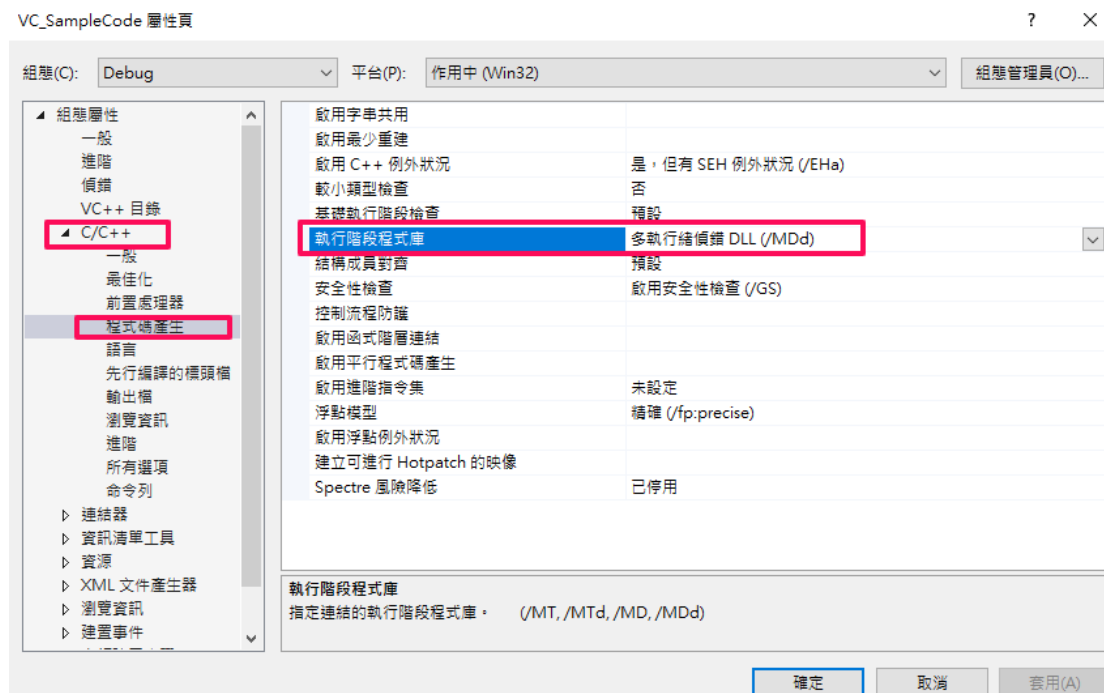 VC_SampleCode 屬性頁
組態(C): Debug 平台(P): 作用中 (Win32) 組態管理員(O)...
組態屬性
一般
進階
偵錯
VC++ 目錄
C/C++
一般
最佳化
前置處理器
程式碼產生
語言
先行編譯的標頭檔
輸出檔
瀏覽資訊
進階
所有選項
命令列
連結器
資訊清單工具
資源
XML 文件產生器
瀏覽資訊
建置事件
啟用字串共用
啟用最少重建
啟用 C++ 例外狀況 是，但有 SEH 例外狀況 (/EHa)
較小類型檢查 否
基礎執行階段檢查 預設
執行階段程式庫 多執行緒偵錯 DLL (/MDd)
結構成員對齊 預設
安全性檢查 啟用安全性檢查 (/GS)
控制流程防護
啟用函式階層連結
啟用平行程式碼產生
啟用進階指令集 未設定
浮點模型 精確 (/fp:precise)
啟用浮點例外狀況
建立可進行 Hotpatch 的映像
Spectre 風險降低 已停用
執行階段程式庫
指定連結的執行階段程式庫。 (/MT, /MTd, /MD, /MDd)
確定 取消 套用(A)